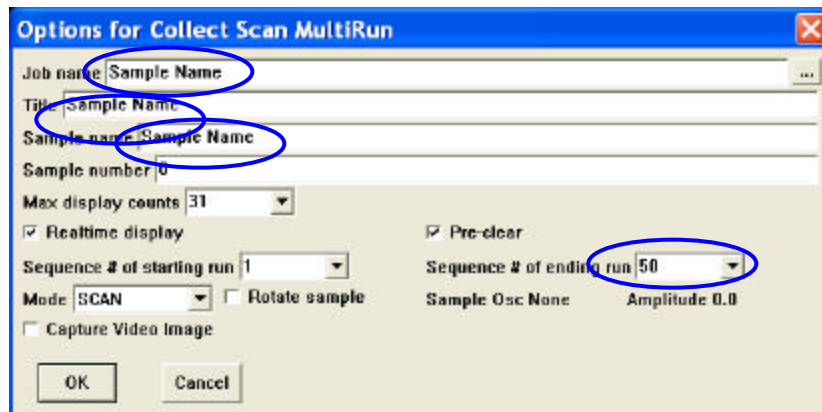 Options for Collect Scan MultiRun
Job name Sample Name ...
Title Sample Name
Sample name Sample Name
Sample number 0
Max display counts 31
Realtime display Pre-clear
Sequence # of starting run 1 Sequence # of ending run 50
Mode SCAN Rotate sample Sample Osc None Amplitude 0.0
Capture Video Image
OK Cancel